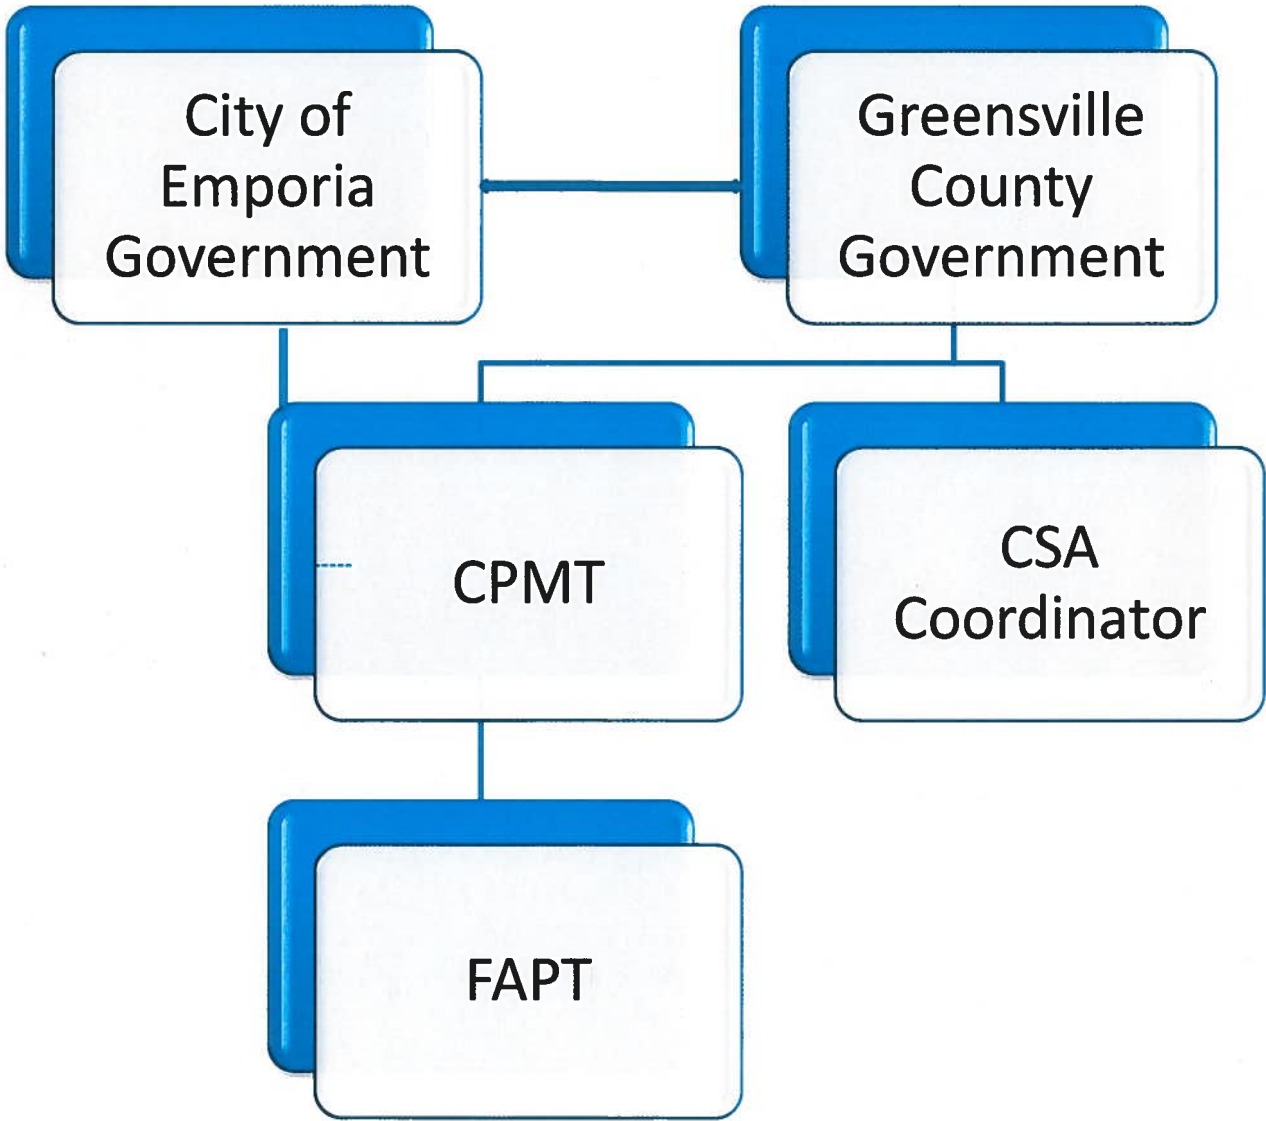 City of
Emporia
Government
Greensville
County
Government
CPMT
CSA
Coordinator
FAPT